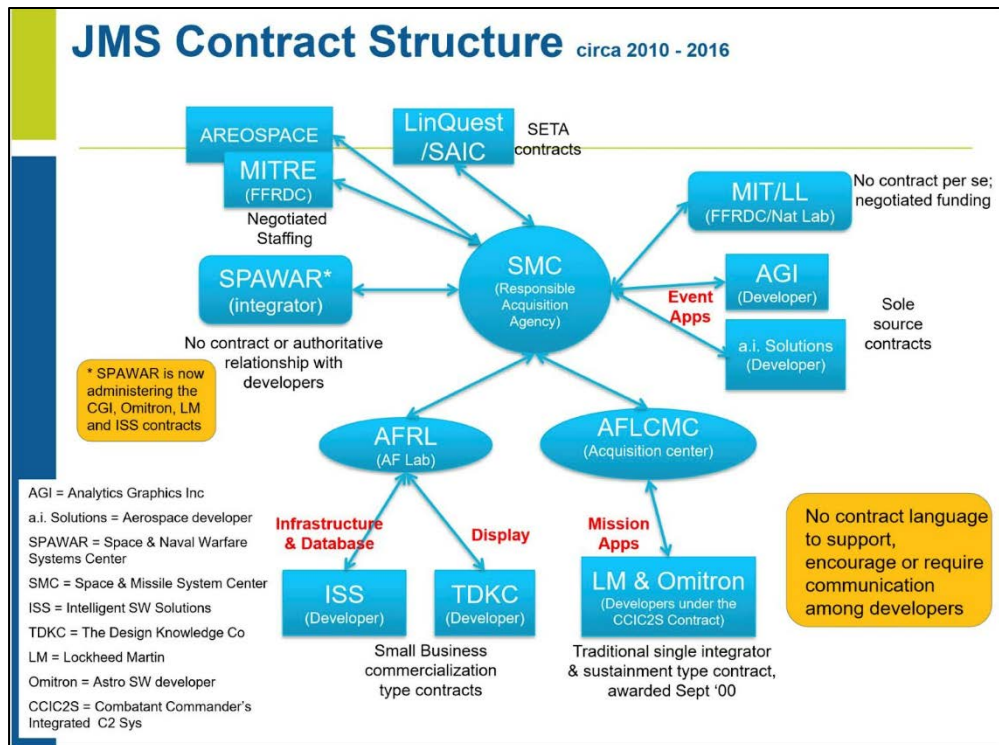 JMS Contract Structure circa 2010 - 2016
AREOSPACE
MITRE
(FFRDC)
Negotiated
Staffing
LinQuest
/SAIC
SETA
contracts
MIT/LL
(FFRDC/Nat Lab)
No contract per se;
negotiated funding
SPAWAR*
(integrator)
No contract or authoritative
relationship with
developers
SMC
(Responsible
Acquisition
Agency)
Event
Apps
AGI
(Developer)
a.i. Solutions
(Developer)
Sole
source
contracts
* SPAWAR is now
administering the
CGI, Omitron, LM
and ISS contracts
AFRL
(AF Lab)
AFLCMC
(Acquisition center)
Infrastructure
& Database
Display
Mission
Apps
ISS
(Developer)
TDKC
(Developer)
Small Business
commercialization
type contracts
LM & Omitron
(Developers under the
CCIC2S Contract)
Traditional single integrator
& sustainment type contract,
awarded Sept ‘00
No contract language
to support,
encourage or require
communication
among developers
AGI = Analytics Graphics Inc
a.i. Solutions = Aerospace developer
SPAWAR = Space & Naval Warfare
Systems Center
SMC = Space & Missile System Center
ISS = Intelligent SW Solutions
TDKC = The Design Knowledge Co
LM = Lockheed Martin
Omitron = Astro SW developer
CCIC2S = Combatant Commander’s
Integrated C2 Sys